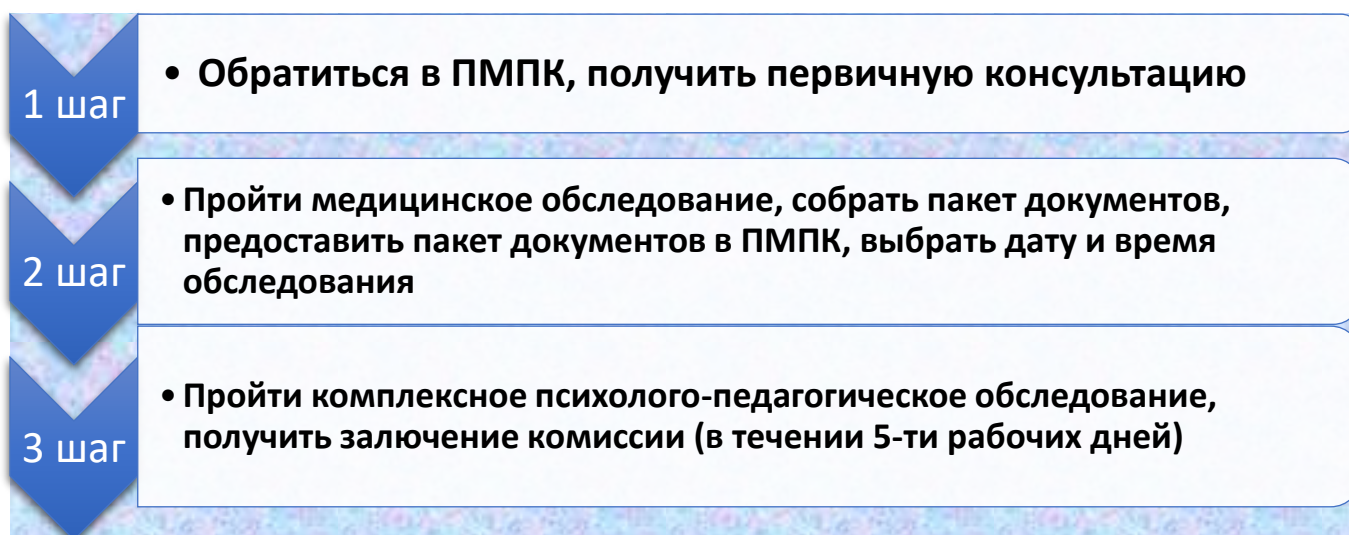 1 шаг
• Обратиться в ПМПК, получить первичную консультацию
2 шаг
• Пройти медицинское обследование, собрать пакет документов,
предоставить пакет документов в ПМПК, выбрать дату и время
обследования
3 шаг
• Пройти комплексное психолого-педагогическое обследование,
получить залючение комиссии (в течении 5-ти рабочих дней)